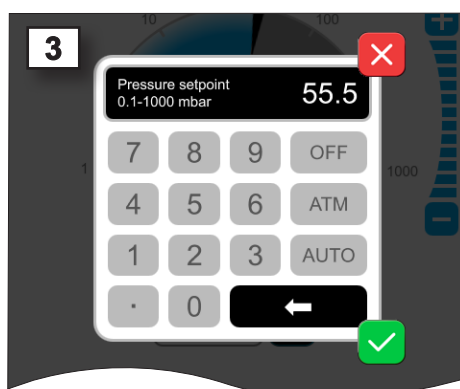 10
100
3
Pressure setpoint
0.1-1000 mbar
55.5
7 8 9 OFF
1
1000
4 5 6 ATM
1 2 3 AUTO
. 0